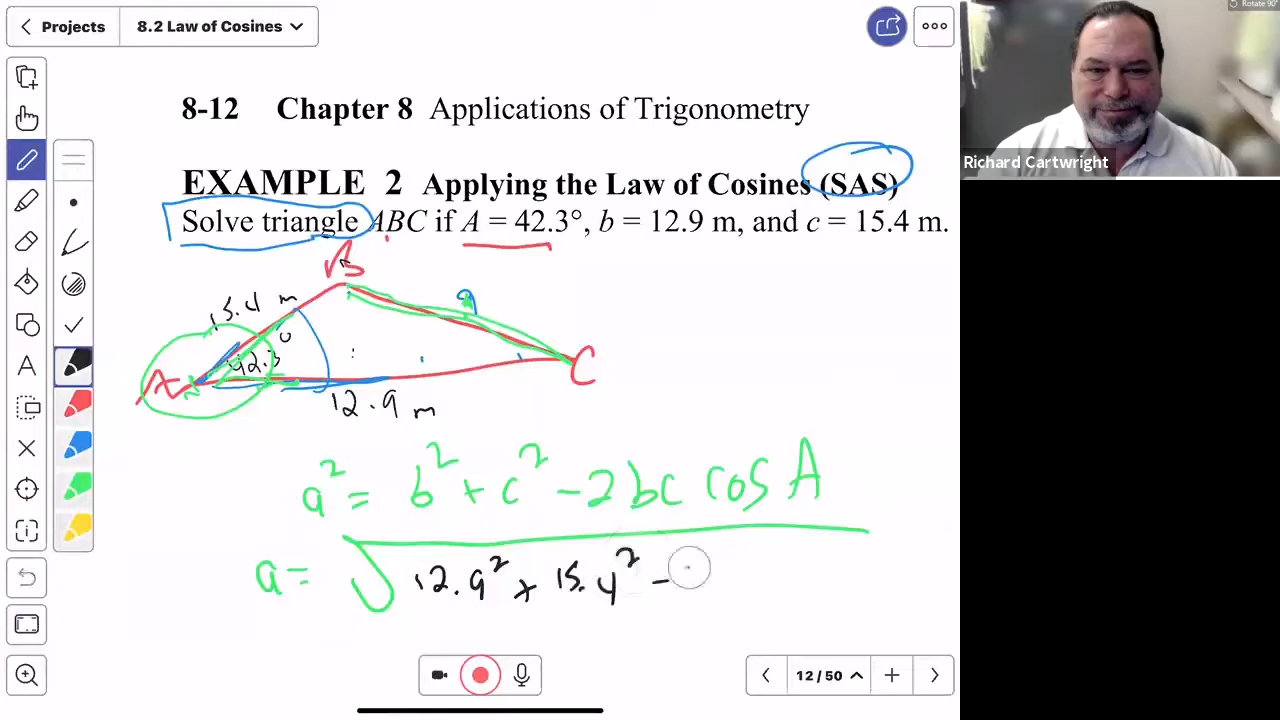 Projects
8.2 Law of Cosines
Rotate 90°
Richard Cartwright
8-12 Chapter 8 Applications of Trigonometry
EXAMPLE 2 Applying the Law of Cosines (SAS)
Solve triangle ABC if A = 42.3°, b = 12.9 m, and c = 15.4 m.
B
15.4 m
a
42.3°
A
C
12.9 m
a² = b² + c² - 2bc cos A
a = √12.9² + 15.4² -
12 / 50